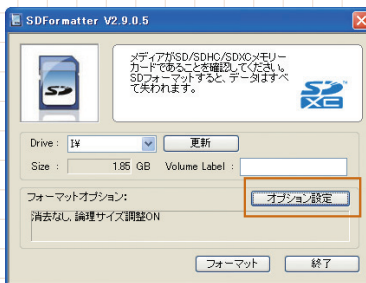 SDFormatter V2.9.0.5
メディアがSD/SDHC/SDXCメモリー
カードであることを確認してください。
SDフォーマットすると、データはすべ
て失われます。
SD
SD
XC
Drive : I¥ 更新
Size : 1.85 GB Volume Label :
フォーマットオプション: オプション設定
消去なし, 論理サイズ調整ON
フォーマット 終了